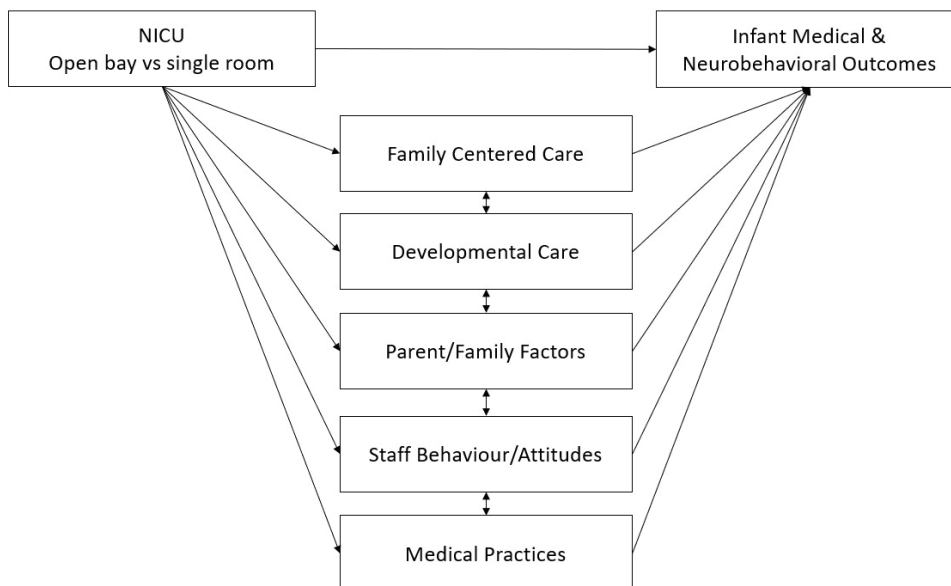 NICU
Open bay vs single room
Infant Medical &
Neurobehavioral Outcomes
Family Centered Care
Developmental Care
Parent/Family Factors
Staff Behaviour/Attitudes
Medical Practices